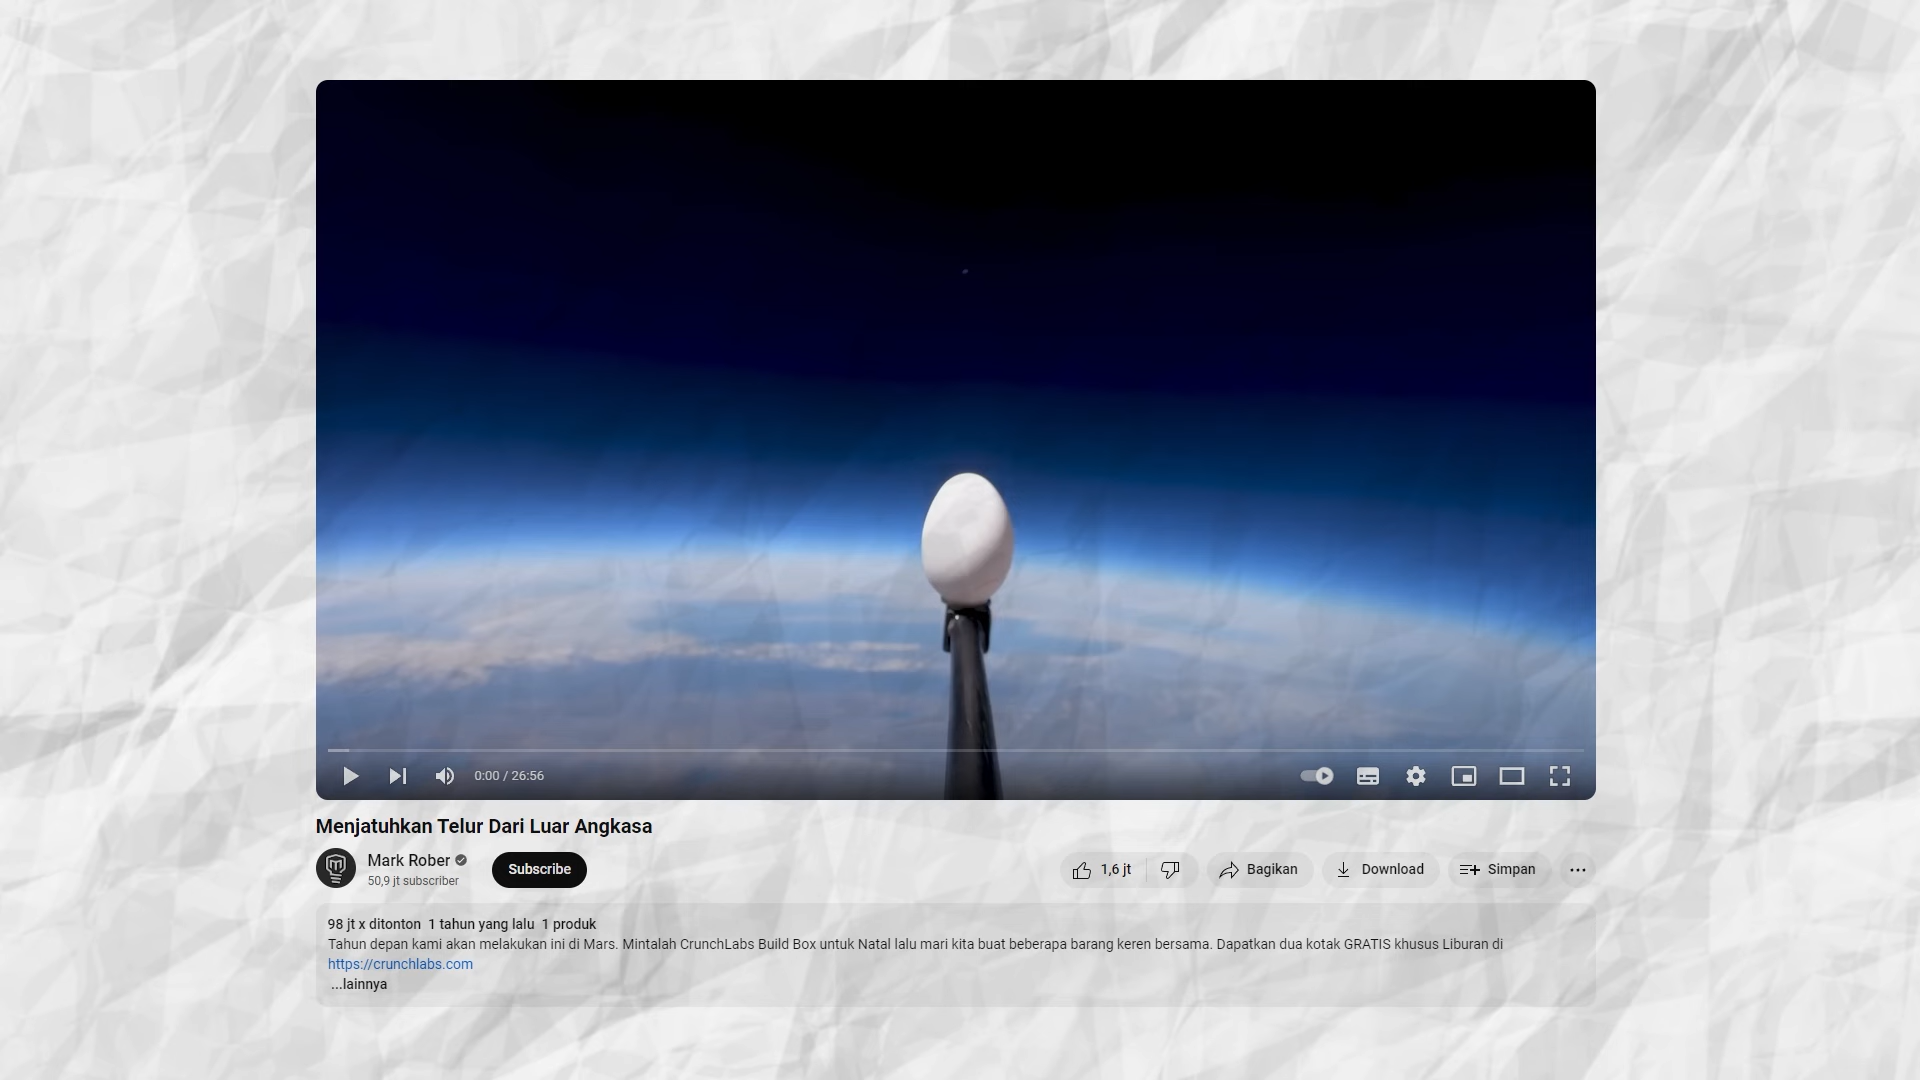 0:00 / 26:56
Menjatuhkan Telur Dari Luar Angkasa
Mark Rober
50,9 jt subscriber
Subscribe
1,6 jt
Bagikan
Download
Simpan
98 jt x ditonton 1 tahun yang lalu 1 produk
Tahun depan kami akan melakukan ini di Mars. Mintalah CrunchLabs Build Box untuk Natal lalu mari kita buat beberapa barang keren bersama. Dapatkan dua kotak GRATIS khusus Liburan di
https://crunchlabs.com
...lainnya